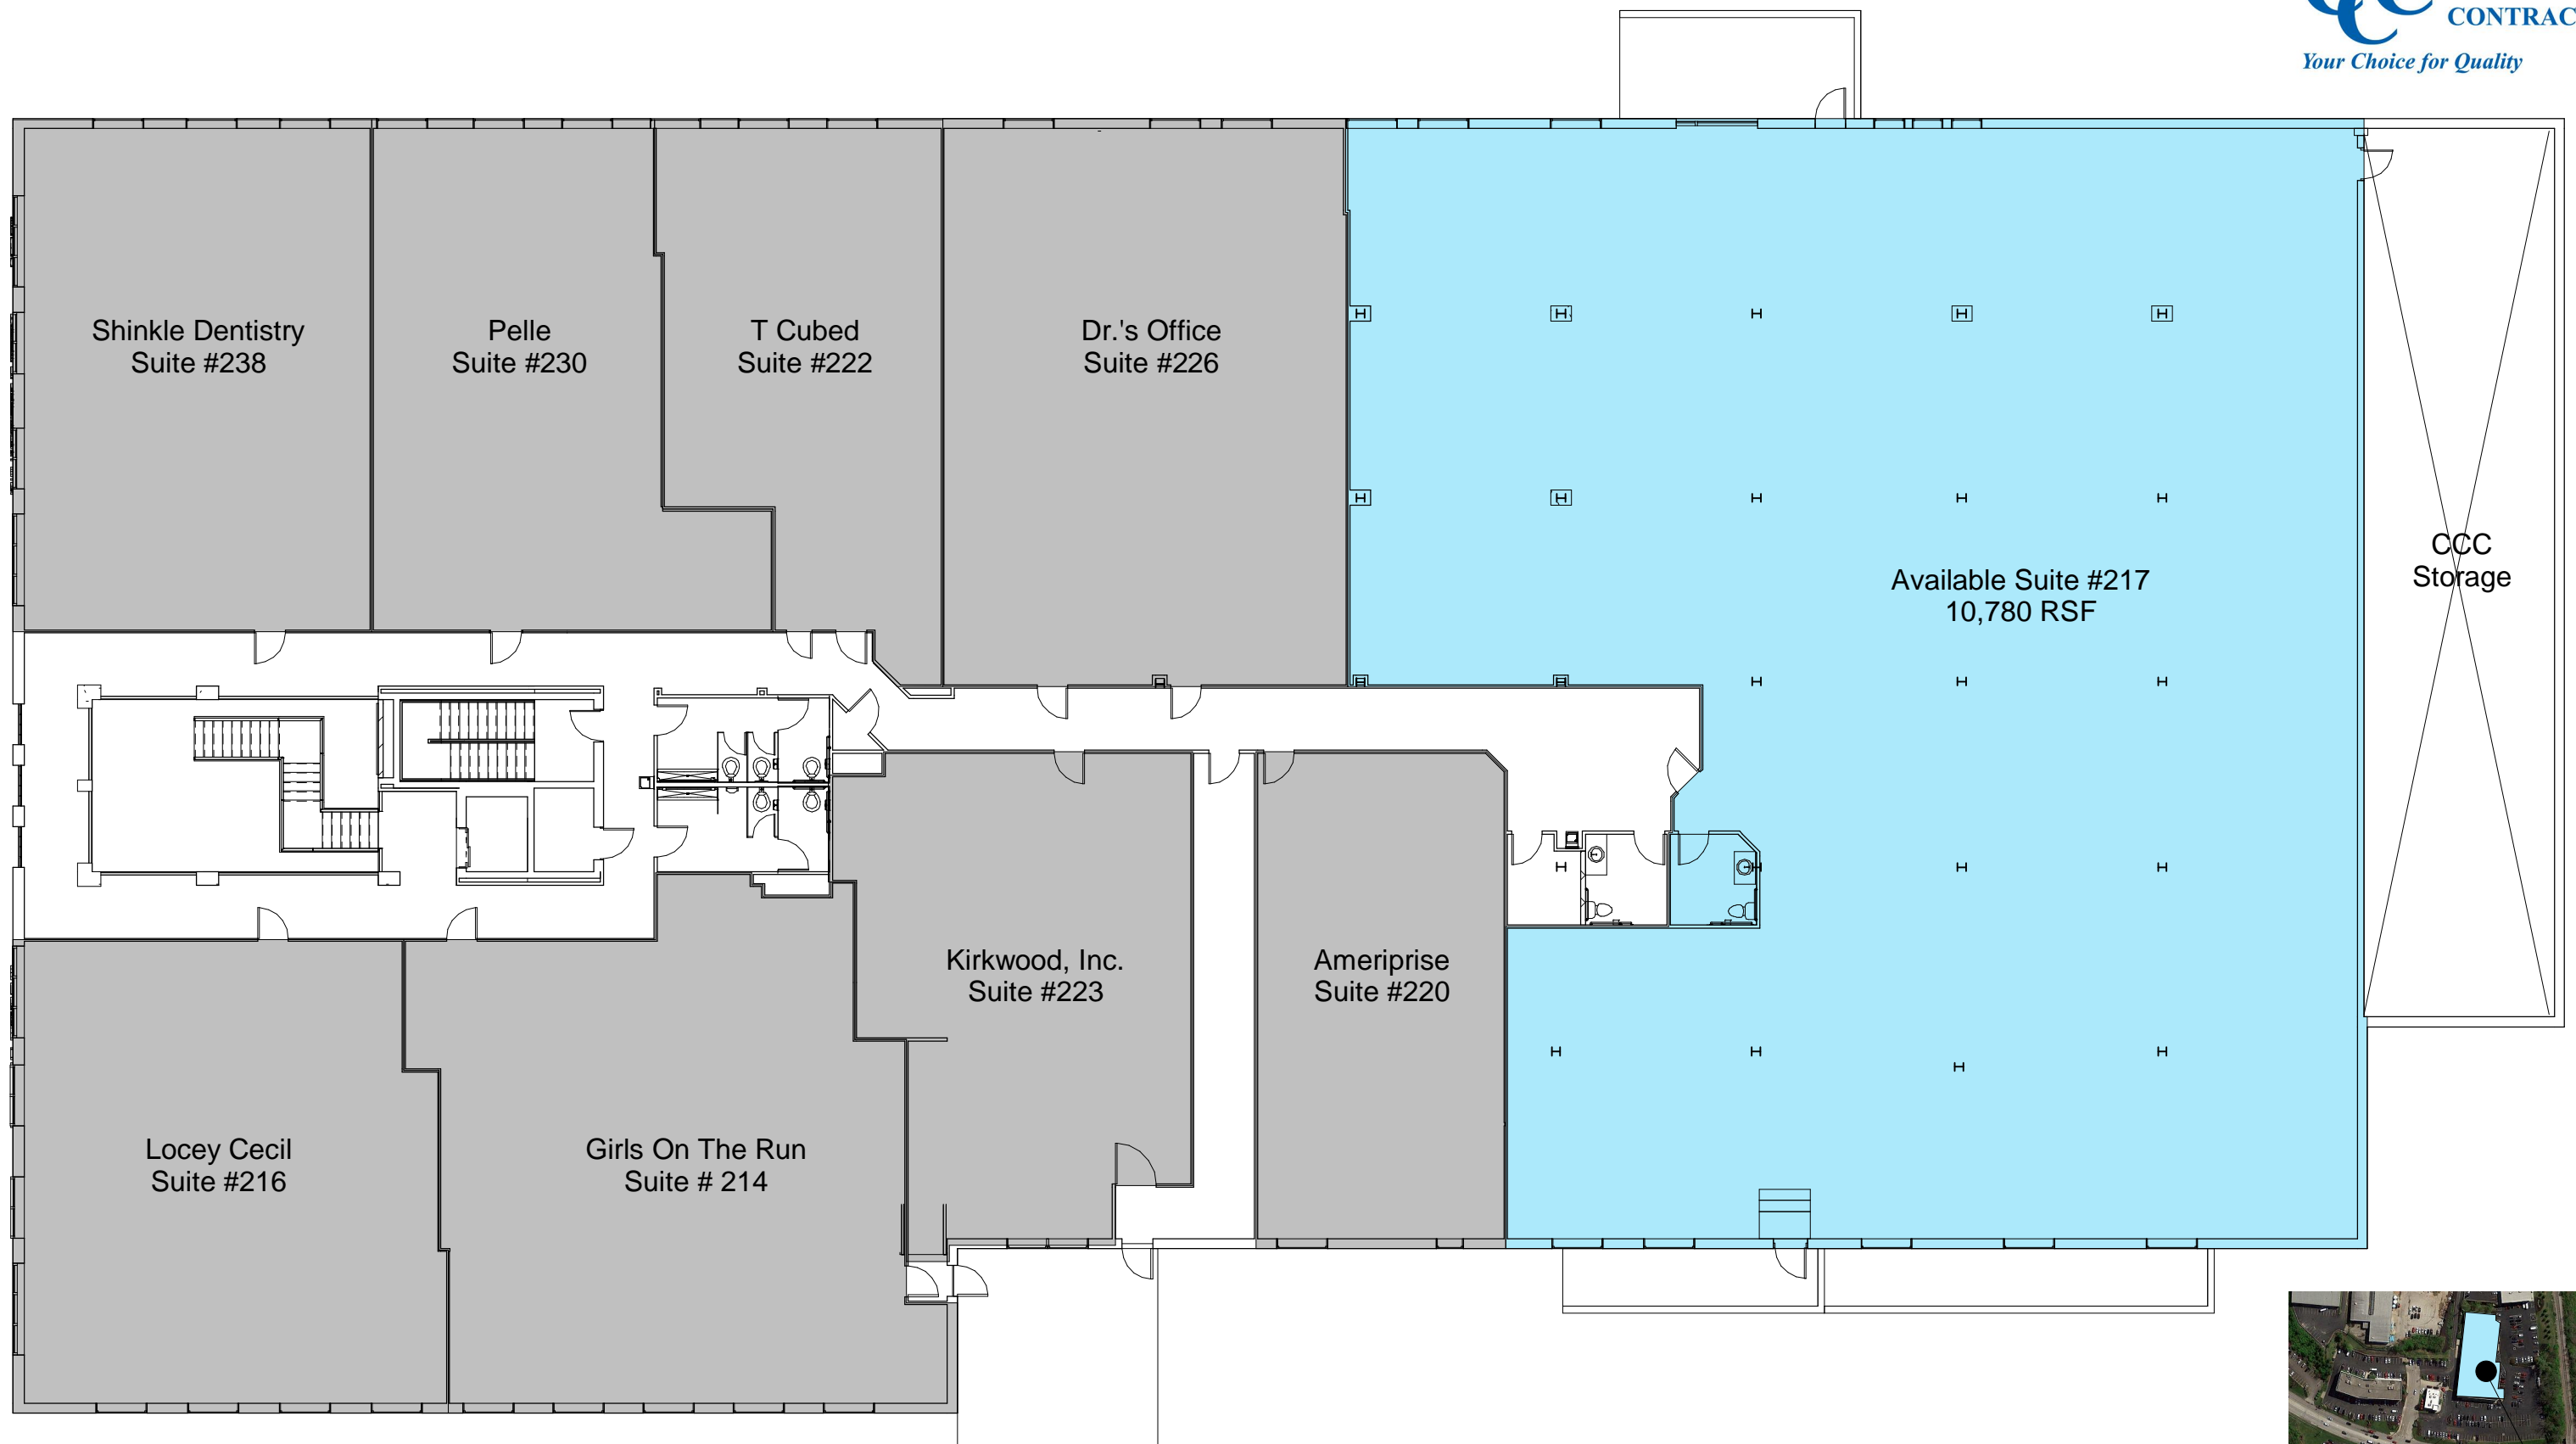 CONTRAC
Your Choice for Quality
Shinkle Dentistry
Suite #238
Pelle
Suite #230
T Cubed
Suite #222
Dr.'s Office
Suite #226
Available Suite #217
10,780 RSF
CCC
Storage
Kirkwood, Inc.
Suite #223
Ameriprise
Suite #220
Locey Cecil
Suite #216
Girls On The Run
Suite # 214